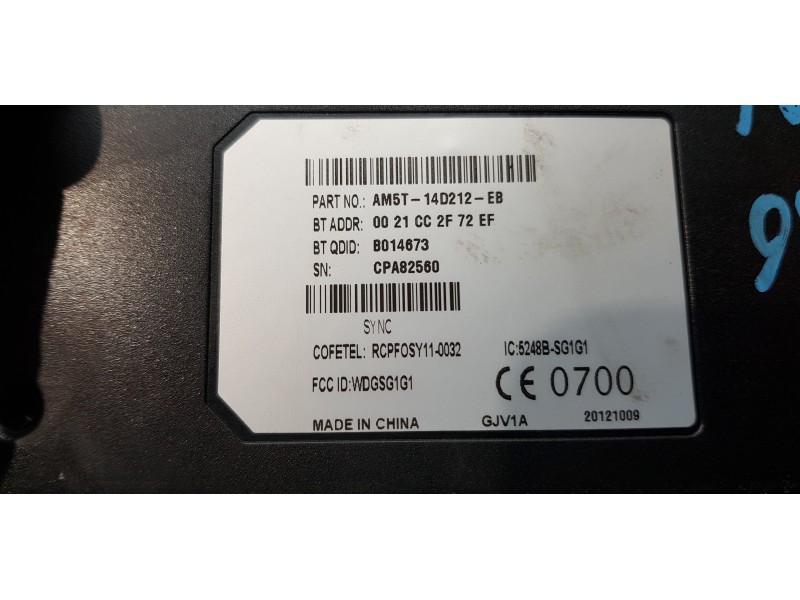 PART NO.: AM5T-14D212-EB
BT ADDR: 00 21 CC 2F 72 EF
BT QDID: B014673
SN: CPA82560
SYNC
COFETEL: RCPFOSY11-0032 IC:5248B-SG1G1
FCC ID:WDGSG1G1 CE 0700
MADE IN CHINA GJV1A 20121009